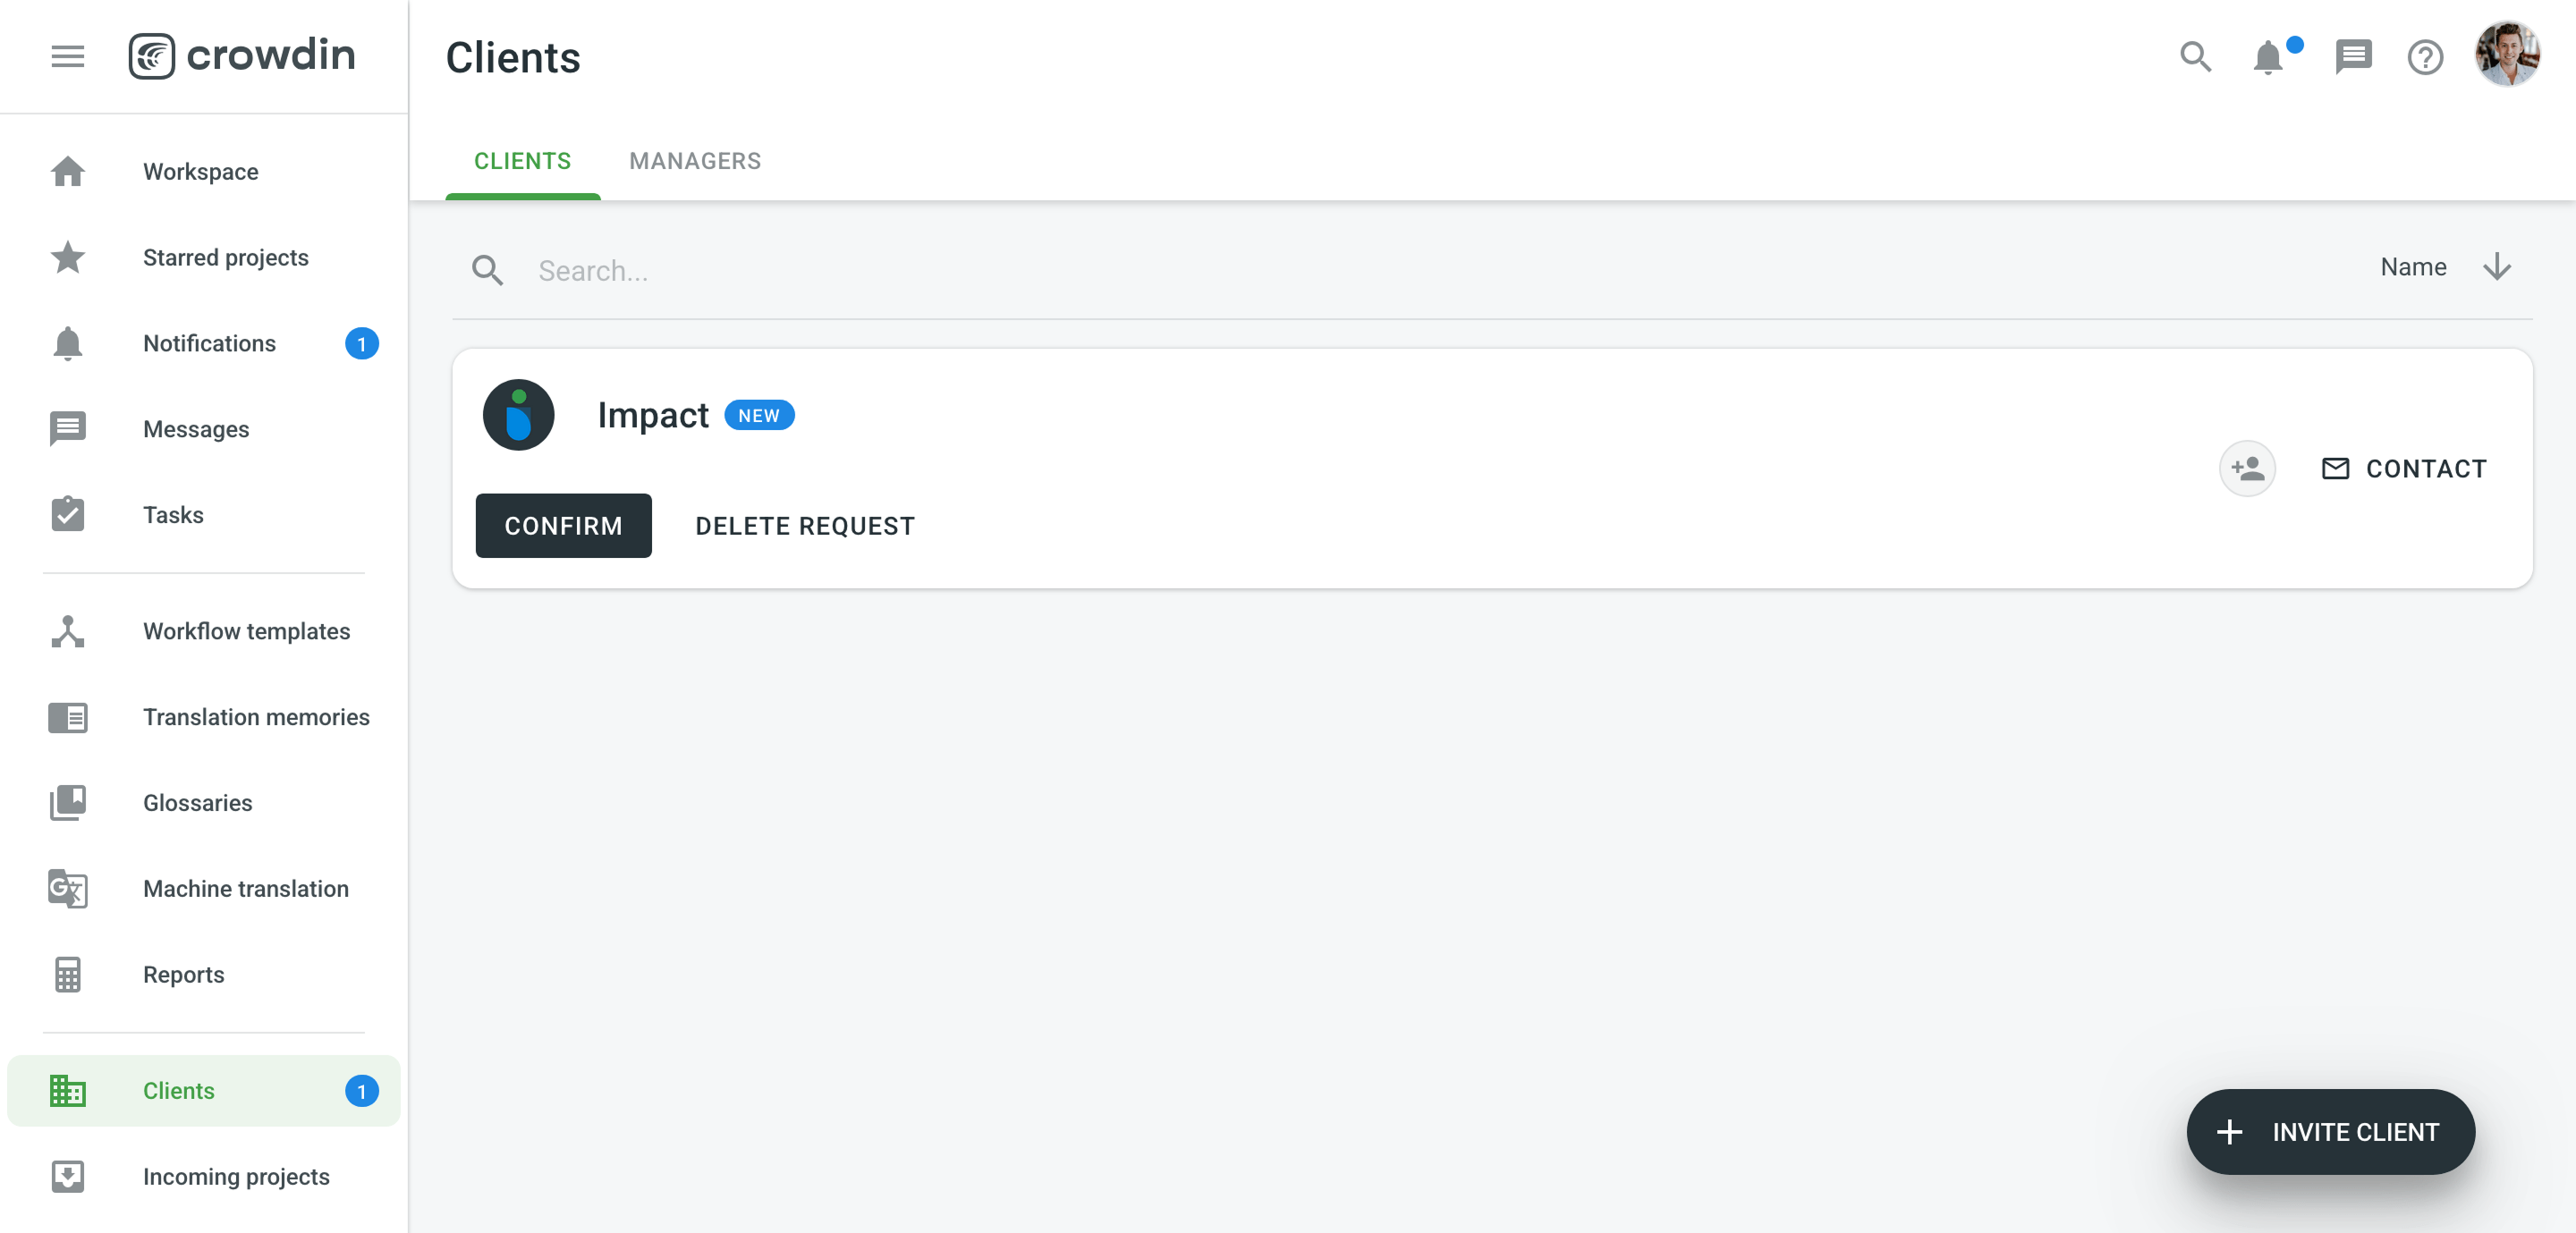 crowdin
Workspace
Starred projects
Notifications 1
Messages
Tasks
Workflow templates
Translation memories
Glossaries
Machine translation
Reports
Clients 1
Incoming projects
Clients
CLIENTS MANAGERS
Search... Name
Impact NEW
CONTACT
CONFIRM DELETE REQUEST
INVITE CLIENT